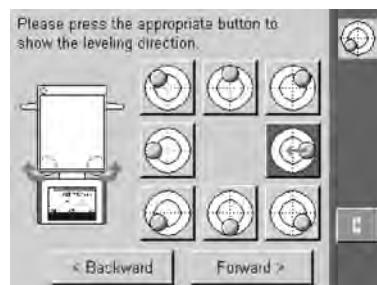 Please press the appropriate button to
show the leveling direction.
< Backward
Forward >